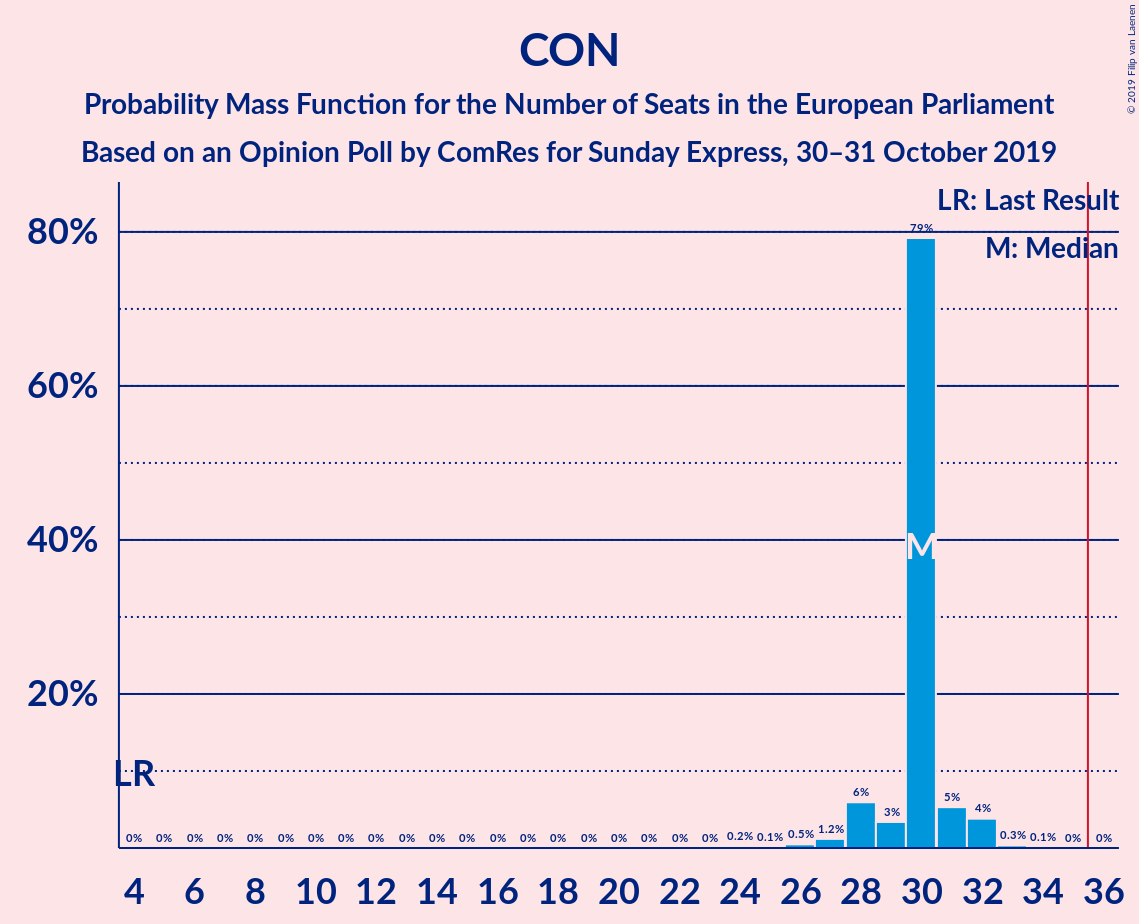 CON
Probability Mass Function for the Number of Seats in the European Parliament
Based on an Opinion Poll by ComRes for Sunday Express, 30–31 October 2019
© 2019 Filip van Laenen
LR: Last Result
M: Median
80%
60%
40%
20%
79%
M
LR
0% 0% 0% 0% 0% 0% 0% 0% 0% 0% 0% 0% 0% 0% 0% 0% 0% 0% 0% 0% 0.2% 0.1% 0.5% 1.2% 6% 3% 5% 4% 0.3% 0.1% 0% 0%
4 6 8 10 12 14 16 18 20 22 24 26 28 30 32 34 36